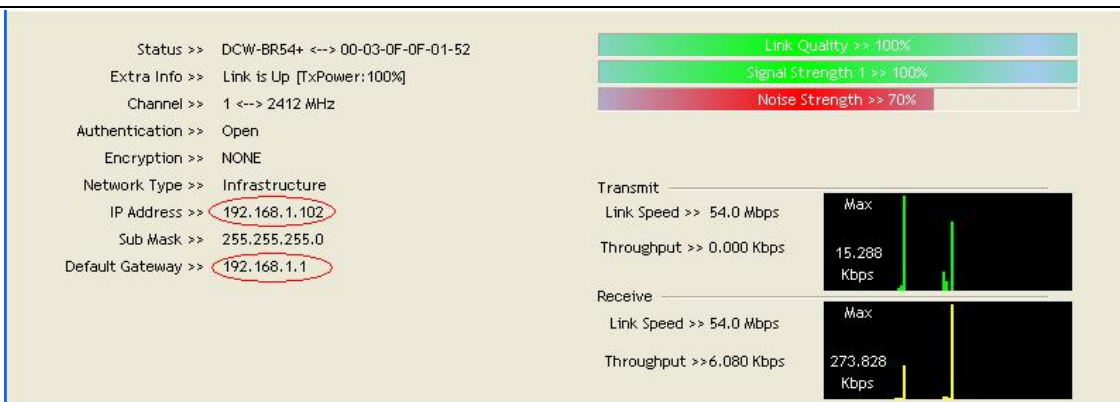 Status >> DCW-BR54+ <--> 00-03-0F-0F-01-52
Extra Info >> Link is Up [TxPower:100%]
Channel >> 1 <--> 2412 MHz
Authentication >> Open
Encryption >> NONE
Network Type >> Infrastructure
IP Address >> 192.168.1.102
Sub Mask >> 255.255.255.0
Default Gateway >> 192.168.1.1
Link Quality >> 100%
Signal Strength 1 >> 100%
Noise Strength >> 70%
Transmit
Link Speed >> 54.0 Mbps
Throughput >> 0.000 Kbps
Max
15.288
Kbps
Receive
Link Speed >> 54.0 Mbps
Throughput >>6.080 Kbps
Max
273.828
Kbps